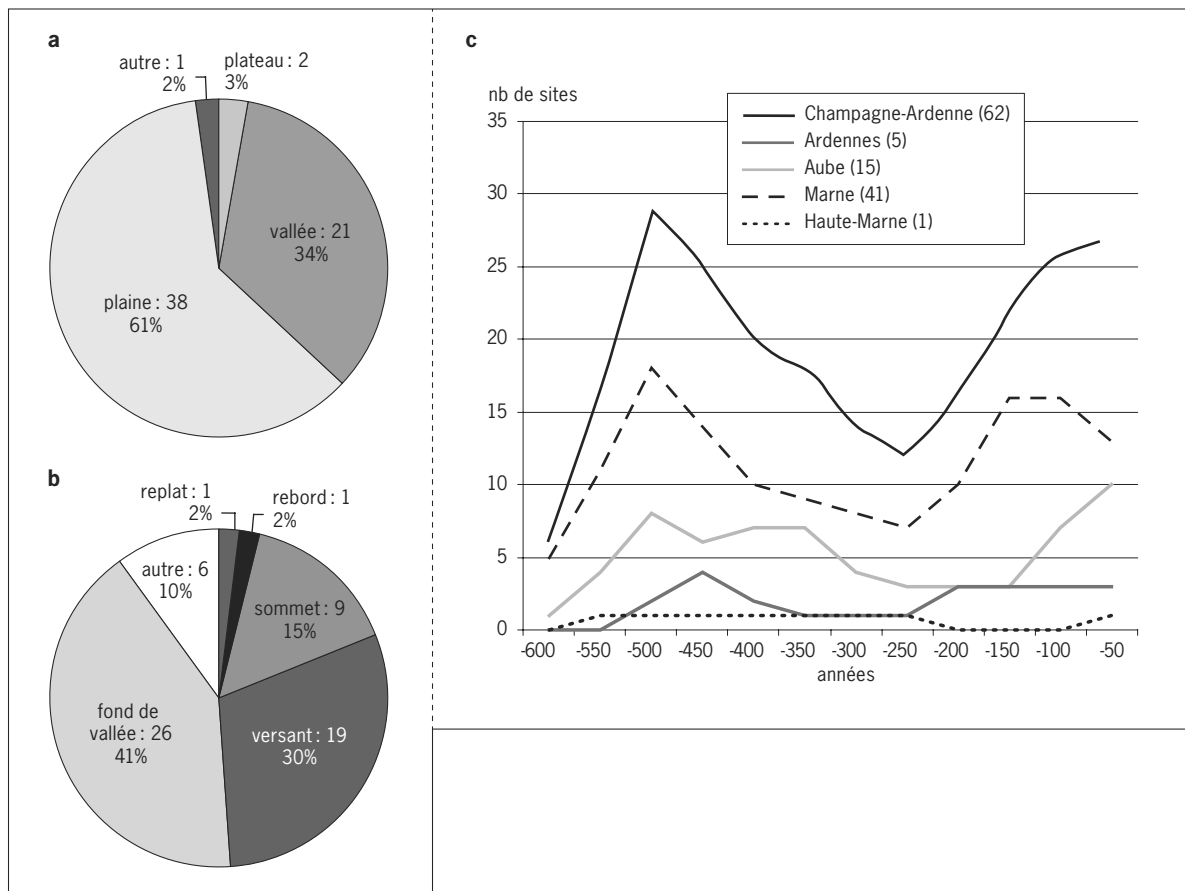 a
autre : 1
2%
plateau : 2
3%
vallée : 21
34%
plaine : 38
61%
b
replat : 1
2%
rebord : 1
2%
autre : 6
10%
sommet : 9
15%
fond de
vallée : 26
41%
versant : 19
30%
c
nb de sites
35
30
25
20
15
10
5
0
Champagne-Ardenne (62)
Ardennes (5)
Aube (15)
Marne (41)
Haute-Marne (1)
-600 -550 -500 -450 -400 -350 -300 -250 -200 -150 -100 -50
années